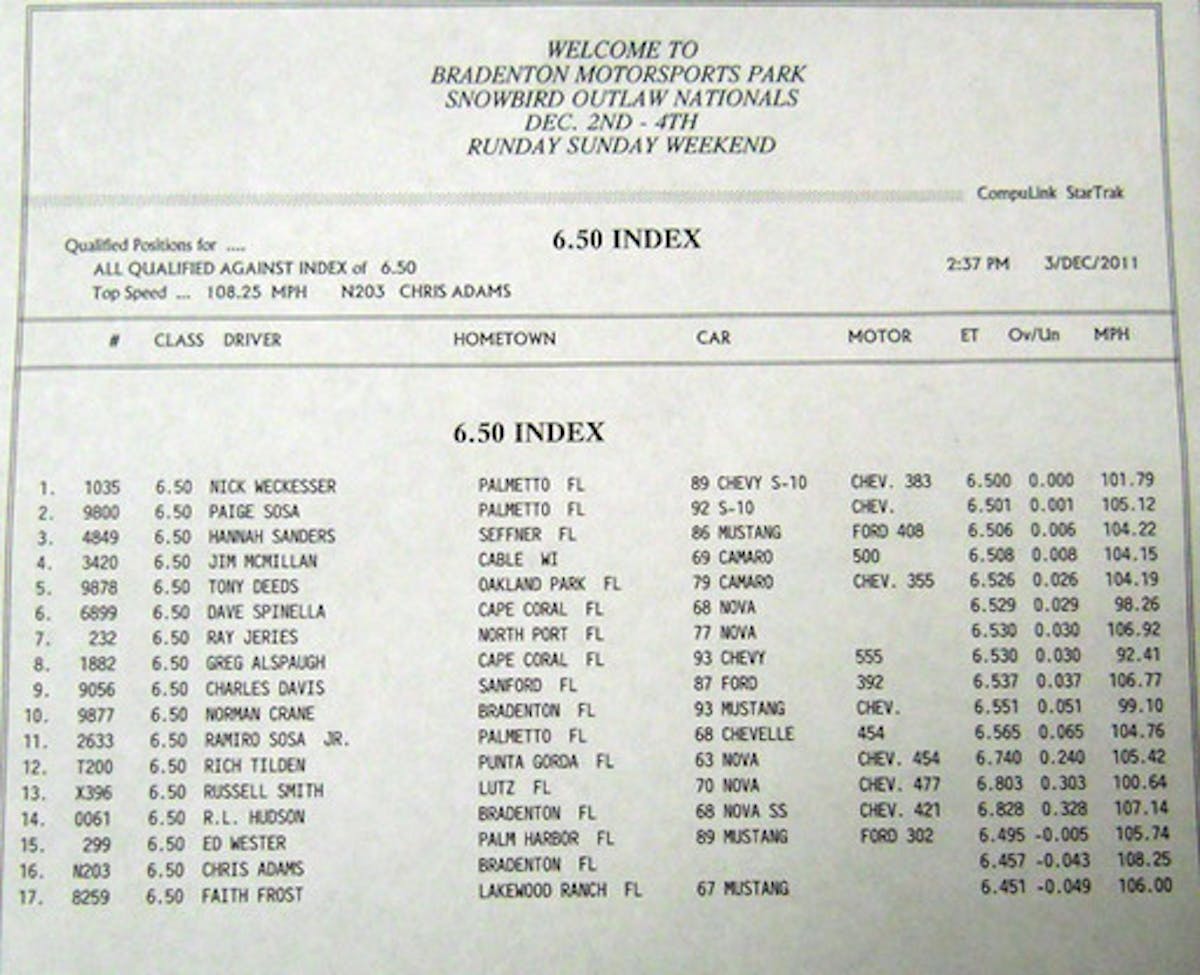 WELCOME TO
BRADENTON MOTORSPORTS PARK
SNOWBIRD OUTLAW NATIONALS
DEC. 2ND - 4TH
RUNDAY SUNDAY WEEKEND
CompuLink StarTrak
Qualified Positions for .... 6.50 INDEX
ALL QUALIFIED AGAINST INDEX of 6.50 2:37 PM 3/DEC/2011
Top Speed ... 108.25 MPH N203 CHRIS ADAMS
# CLASS DRIVER HOMETOWN CAR MOTOR ET Ov/Un MPH
6.50 INDEX
1. 1035 6.50 NICK WECKESSER PALMETTO FL 89 CHEVY S-10 CHEV. 383 6.500 0.000 101.79
2. 9800 6.50 PAIGE SOSA PALMETTO FL 92 S-10 CHEV. 6.501 0.001 105.12
3. 4849 6.50 HANNAH SANDERS SEFFNER FL 86 MUSTANG FORD 408 6.506 0.006 104.22
4. 3420 6.50 JIM MCMILLAN CABLE WI 69 CAMARO 500 6.508 0.008 104.15
5. 9878 6.50 TONY DEEDS OAKLAND PARK FL 79 CAMARO CHEV. 355 6.526 0.026 104.19
6. 6899 6.50 DAVE SPINELLA CAPE CORAL FL 68 NOVA 6.529 0.029 98.26
7. 232 6.50 RAY JERIES NORTH PORT FL 77 NOVA 6.530 0.030 106.92
8. 1882 6.50 GREG ALSPAUGH CAPE CORAL FL 93 CHEVY 555 6.530 0.030 92.41
9. 9056 6.50 CHARLES DAVIS SANFORD FL 87 FORD 392 6.537 0.037 106.77
10. 9877 6.50 NORMAN CRANE BRADENTON FL 93 MUSTANG CHEV. 6.551 0.051 99.10
11. 2633 6.50 RAMIRO SOSA JR. PALMETTO FL 68 CHEVELLE 454 6.565 0.065 104.76
12. T200 6.50 RICH TILDEN PUNTA GORDA FL 63 NOVA CHEV. 454 6.740 0.240 105.42
13. X396 6.50 RUSSELL SMITH LUTZ FL 70 NOVA CHEV. 477 6.803 0.303 100.64
14. 0061 6.50 R.L. HUDSON BRADENTON FL 68 NOVA SS CHEV. 421 6.828 0.328 107.14
15. 299 6.50 ED WESTER PALM HARBOR FL 89 MUSTANG FORD 302 6.495 -0.005 105.74
16. N203 6.50 CHRIS ADAMS BRADENTON FL 6.457 -0.043 108.25
17. 8259 6.50 FAITH FROST LAKEWOOD RANCH FL 67 MUSTANG 6.451 -0.049 106.00